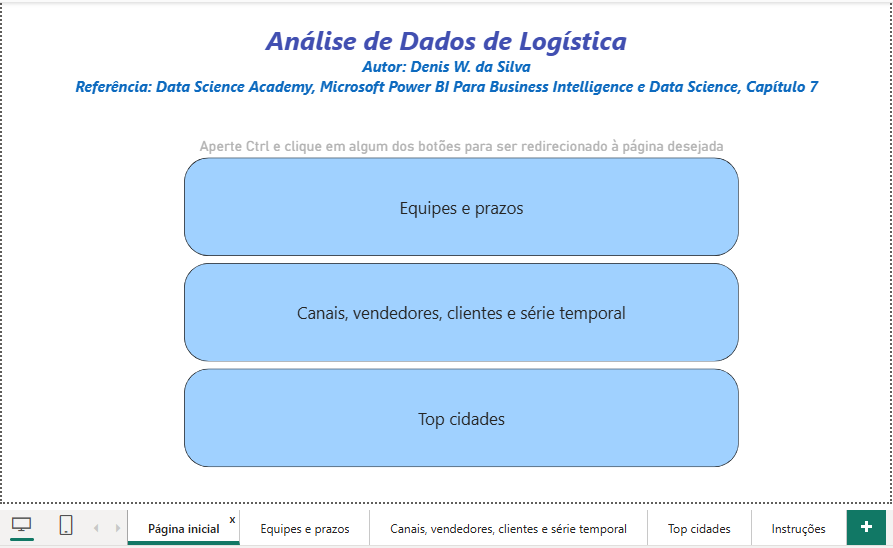 Análise de Dados de Logística
Autor: Denis W. da Silva
Referência: Data Science Academy, Microsoft Power BI Para Business Intelligence e Data Science, Capítulo 7
Aperte Ctrl e clique em algum dos botões para ser redirecionado à página desejada
Equipes e prazos
Canais, vendedores, clientes e série temporal
Top cidades
Página inicial x Equipes e prazos Canais, vendedores, clientes e série temporal Top cidades Instruções +